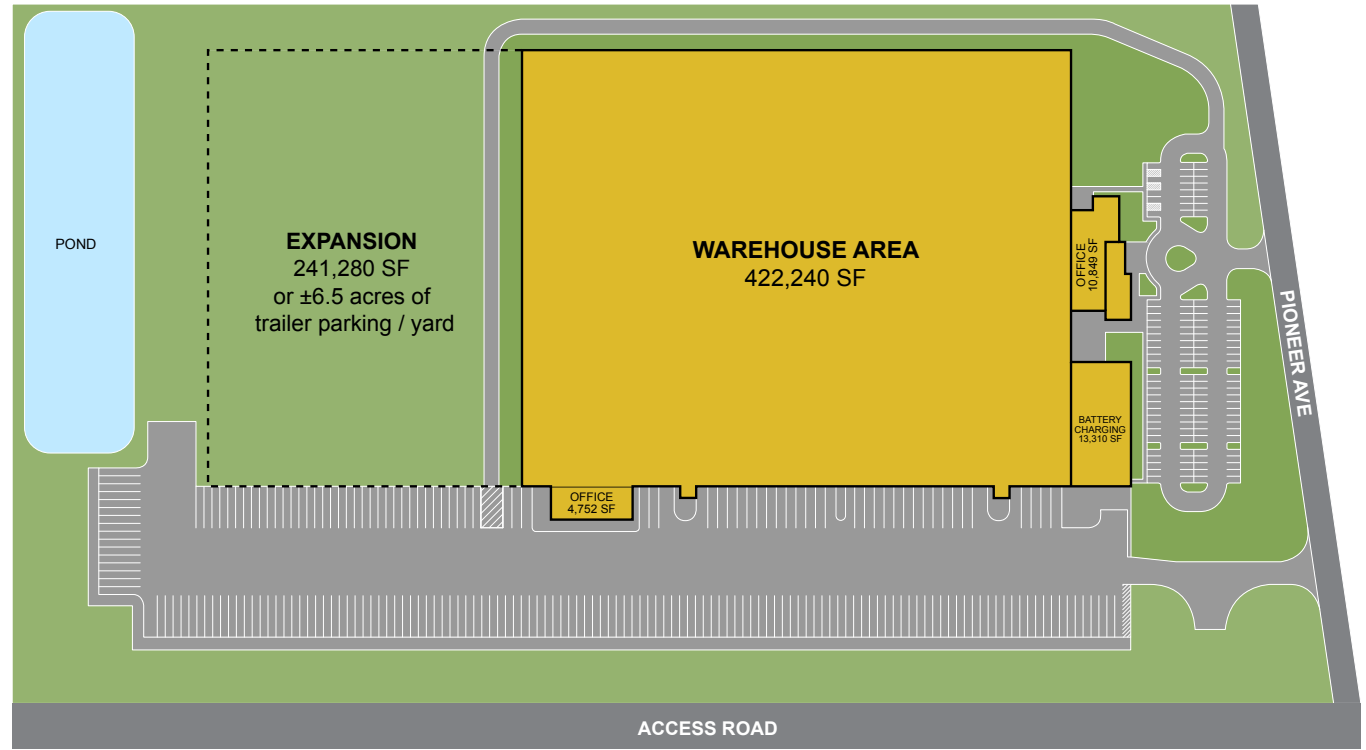 POND
EXPANSION
241,280 SF
or ±6.5 acres of
trailer parking / yard
WAREHOUSE AREA
422,240 SF
OFFICE
10,849 SF
BATTERY
CHARGING
13,310 SF
OFFICE
4,752 SF
PIONEER AVE
ACCESS ROAD